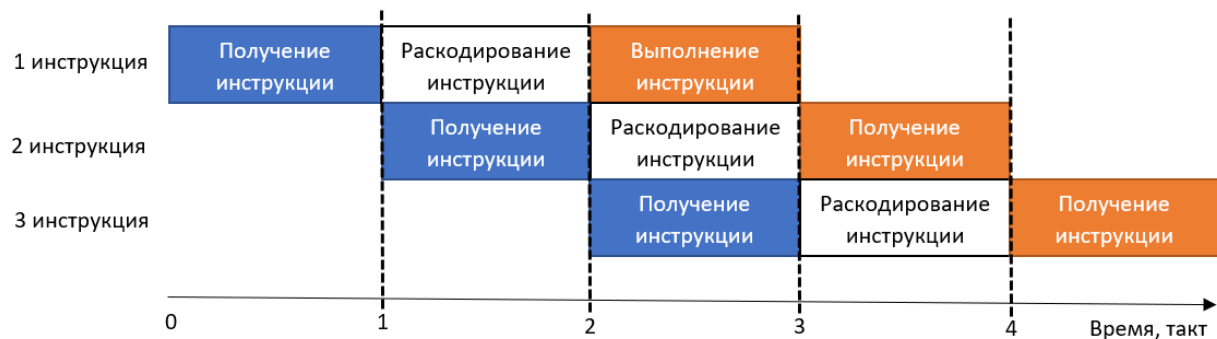 1 инструкция
Получение
инструкции
Раскодирование
инструкции
Выполнение
инструкции
2 инструкция
Получение
инструкции
Раскодирование
инструкции
Получение
инструкции
3 инструкция
Получение
инструкции
Раскодирование
инструкции
Получение
инструкции
0 1 2 3 4 Время, такт